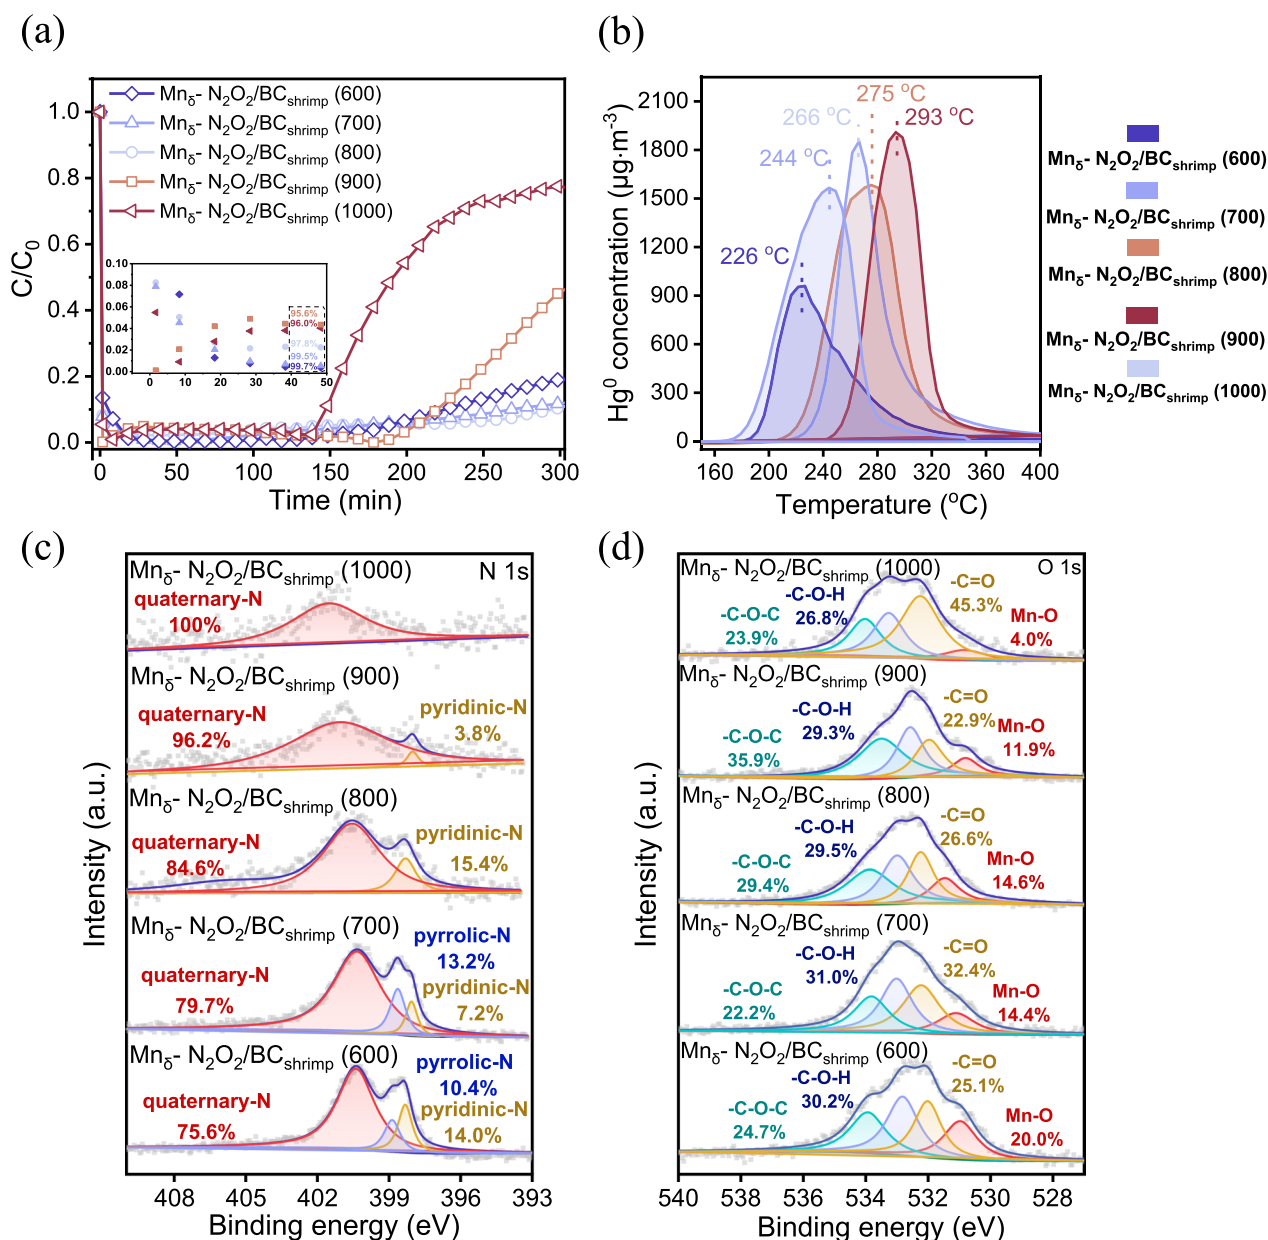 (a)
C/C0
1.0
0.8
0.6
0.4
0.2
0.0
Mnδ- N2O2/BCshrimp (600)
Mnδ- N2O2/BCshrimp (700)
Mnδ- N2O2/BCshrimp (800)
Mnδ- N2O2/BCshrimp (900)
Mnδ- N2O2/BCshrimp (1000)
0.10
0.08
0.06
0.04
0.02
0.00
95.6%
96.0%
97.8%
99.5%
99.7%
0 10 20 30 40 50
0 50 100 150 200 250 300
Time (min)
(b)
Hg0 concentration (μg·m-3)
2100
1800
1500
1200
900
600
300
0
275 °C
266 °C
293 °C
244 °C
226 °C
160 200 240 280 320 360 400
Temperature (°C)
Mnδ- N2O2/BCshrimp (600)
Mnδ- N2O2/BCshrimp (700)
Mnδ- N2O2/BCshrimp (800)
Mnδ- N2O2/BCshrimp (900)
Mnδ- N2O2/BCshrimp (1000)
(c)
Intensity (a.u.)
Mnδ- N2O2/BCshrimp (1000) N 1s
quaternary-N
100%
Mnδ- N2O2/BCshrimp (900)
quaternary-N
96.2%
pyridinic-N
3.8%
Mnδ- N2O2/BCshrimp (800)
quaternary-N
84.6%
pyridinic-N
15.4%
Mnδ- N2O2/BCshrimp (700)
quaternary-N
79.7%
pyrrolic-N
13.2%
pyridinic-N
7.2%
Mnδ- N2O2/BCshrimp (600)
quaternary-N
75.6%
pyrrolic-N
10.4%
pyridinic-N
14.0%
408 405 402 399 396 393
Binding energy (eV)
(d)
Intensity (a.u.)
Mnδ- N2O2/BCshrimp (1000) O 1s
-C-O-C
23.9%
-C-O-H
26.8%
-C=O
45.3%
Mn-O
4.0%
Mnδ- N2O2/BCshrimp (900)
-C-O-C
35.9%
-C-O-H
29.3%
-C=O
22.9%
Mn-O
11.9%
Mnδ- N2O2/BCshrimp (800)
-C-O-C
29.4%
-C-O-H
29.5%
-C=O
26.6%
Mn-O
14.6%
Mnδ- N2O2/BCshrimp (700)
-C-O-C
22.2%
-C-O-H
31.0%
-C=O
32.4%
Mn-O
14.4%
Mnδ- N2O2/BCshrimp (600)
-C-O-C
24.7%
-C-O-H
30.2%
-C=O
25.1%
Mn-O
20.0%
540 538 536 534 532 530 528
Binding energy (eV)